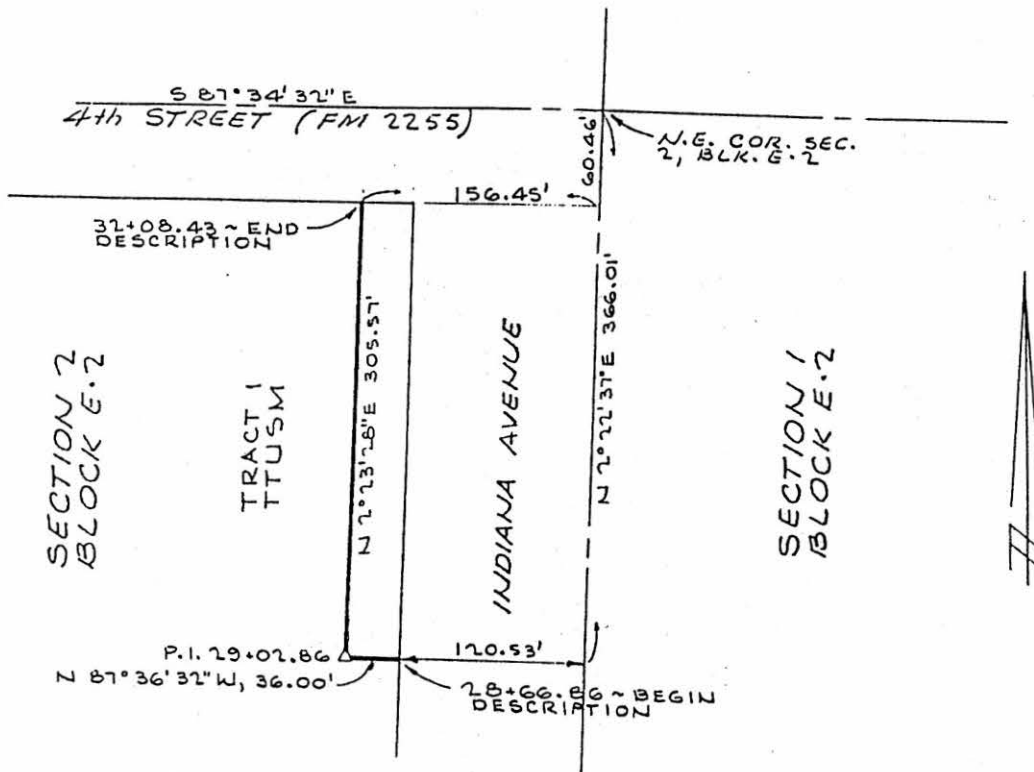 S 87°34'32" E
4th STREET (FM 2255)
N.E. COR. SEC.
2, BLK. E-2
60.46'
156.45'
32+08.43 ~ END
DESCRIPTION
N 2°23'28"E 305.57'
N 2°22'37"E 366.01'
SECTION 2
BLOCK E-2
TRACT 1
TTUSM
INDIANA AVENUE
SECTION 1
BLOCK E-2
P.I. 29+02.86
120.53'
N 87°36'32"W, 36.00'
28+66.86 ~ BEGIN
DESCRIPTION